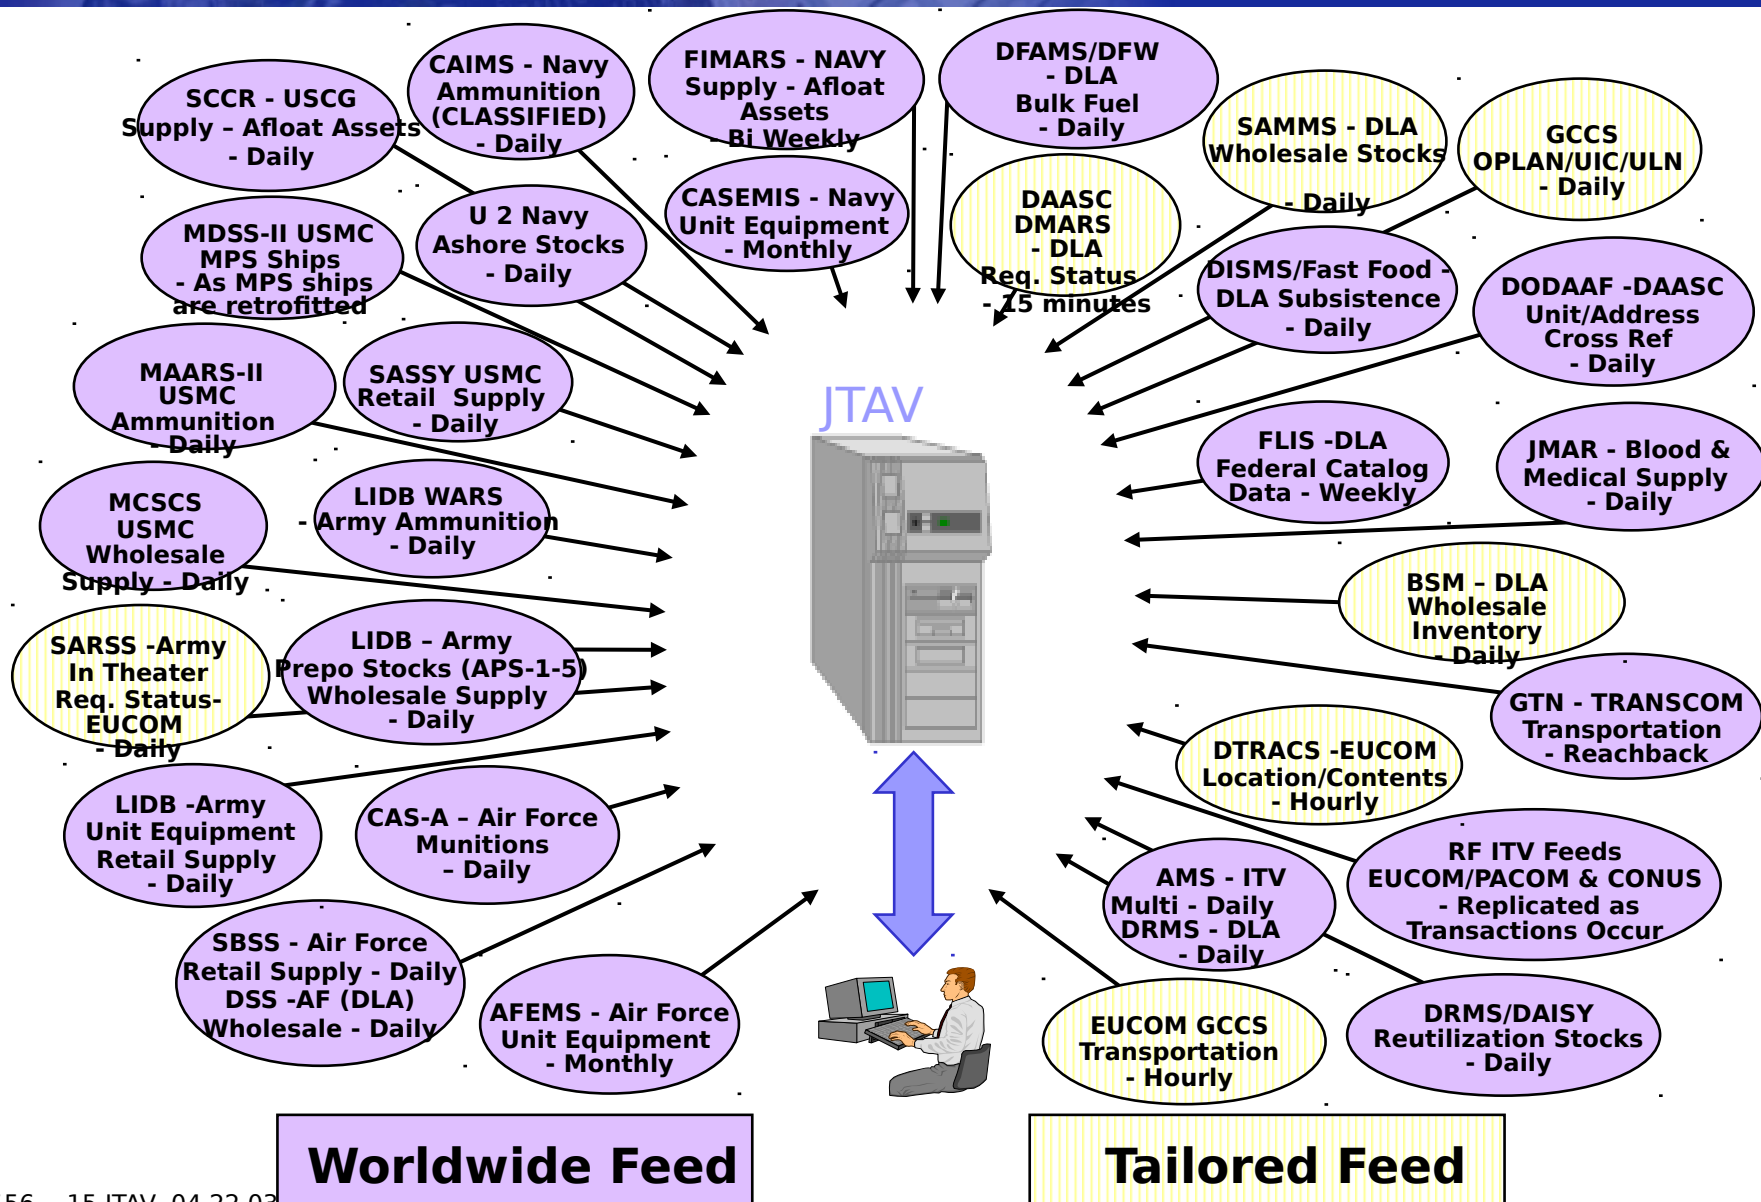 SCCR - USCG
Supply – Afloat Assets
- Daily
CAIMS - Navy
Ammunition
(CLASSIFIED)
- Daily
FIMARS - NAVY
Supply - Afloat
Assets
- Bi Weekly
DFAMS/DFW
- DLA
Bulk Fuel
- Daily
SAMMS - DLA
Wholesale Stocks
- Daily
GCCS
OPLAN/UIC/ULN
- Daily
MDSS-II USMC
MPS Ships
- As MPS ships
are retrofitted
U 2 Navy
Ashore Stocks
- Daily
CASEMIS - Navy
Unit Equipment
- Monthly
DAASC
DMARS
- DLA
Req. Status
- 15 minutes
DISMS/Fast Food -
DLA Subsistence
- Daily
DODAAF -DAASC
Unit/Address
Cross Ref
- Daily
MAARS-II
USMC
Ammunition
- Daily
SASSY USMC
Retail  Supply
- Daily
JTAV
FLIS -DLA
Federal Catalog
Data - Weekly
JMAR - Blood &
Medical Supply
- Daily
MCSCS
USMC
Wholesale
Supply - Daily
LIDB WARS
- Army Ammunition
- Daily
BSM – DLA
Wholesale
Inventory
- Daily
SARSS -Army
In Theater
Req. Status-
EUCOM
- Daily
LIDB – Army
Prepo Stocks (APS-1-5)
Wholesale Supply
- Daily
GTN - TRANSCOM
Transportation
- Reachback
DTRACS -EUCOM
Location/Contents
- Hourly
LIDB -Army
Unit Equipment
Retail Supply
- Daily
CAS-A – Air Force
Munitions
– Daily
RF ITV Feeds
EUCOM/PACOM & CONUS
- Replicated as
Transactions Occur
AMS - ITV
Multi - Daily
DRMS - DLA
- Daily
SBSS - Air Force
Retail Supply - Daily
DSS -AF (DLA)
Wholesale - Daily
AFEMS - Air Force
Unit Equipment
- Monthly
EUCOM GCCS
Transportation
- Hourly
DRMS/DAISY
Reutilization Stocks
- Daily
Worldwide Feed
Tailored Feed
15 JTAV 04 22 03